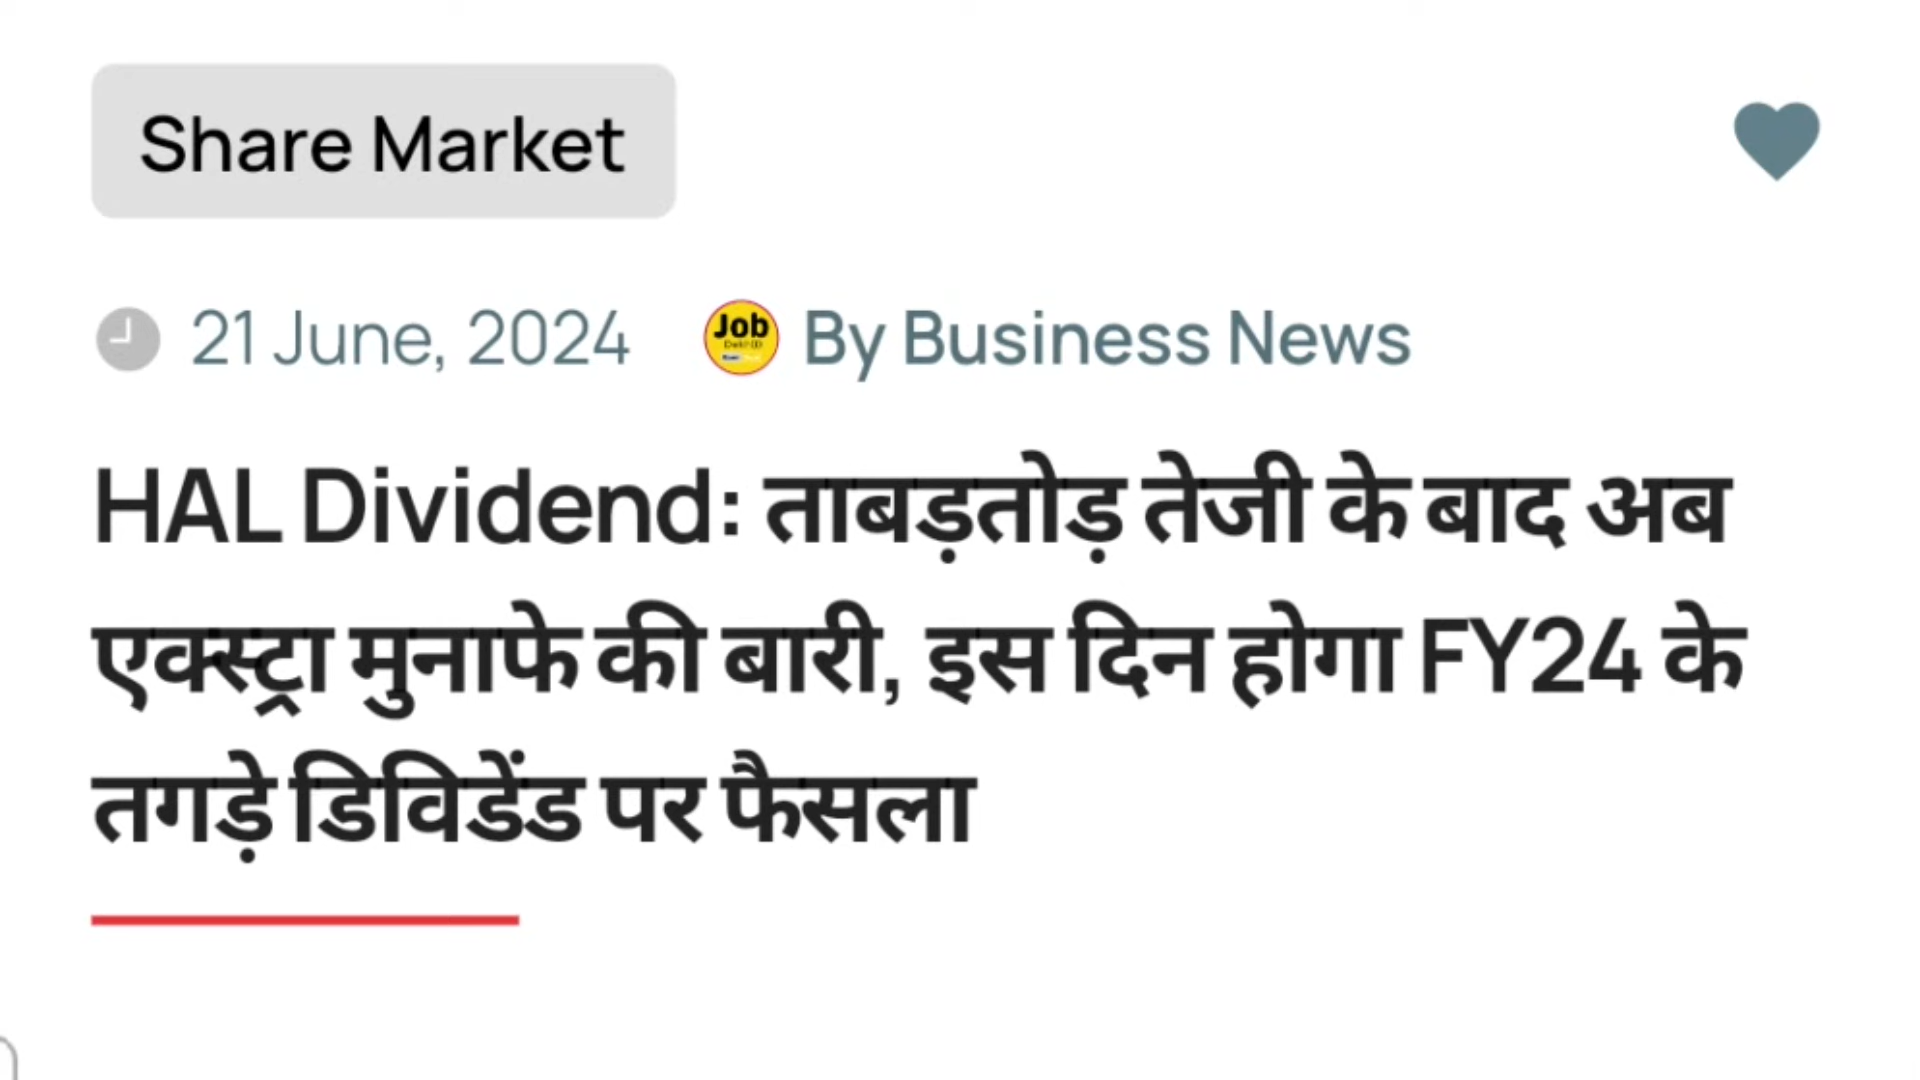 Share Market
21 June, 2024 Job By Business News
HAL Dividend: ताबड़तोड़ तेजी के बाद अब
एक्स्ट्रा मुनाफे की बारी, इस दिन होगा FY24 के
तगड़े डिविडेंड पर फैसला